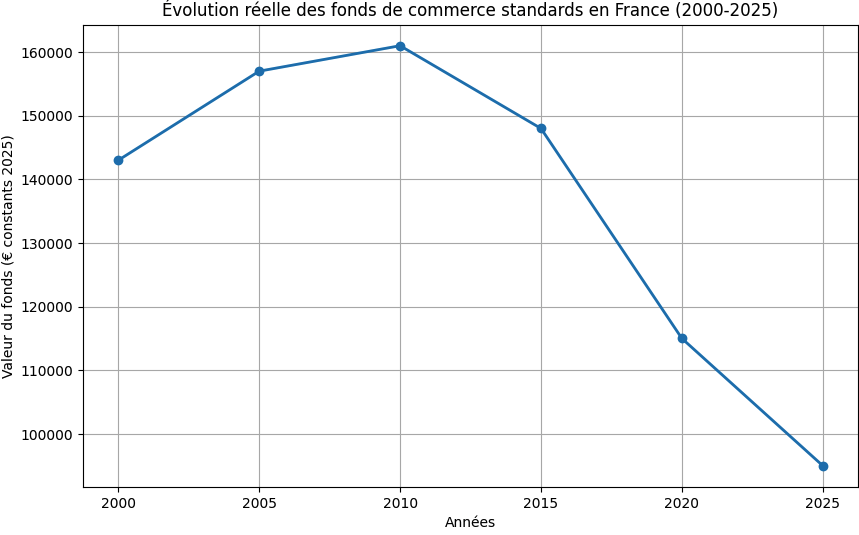 Évolution réelle des fonds de commerce standards en France (2000-2025)
Valeur du fonds (€ constants 2025)
160000
150000
140000
130000
120000
110000
100000
2000 2005 2010 2015 2020 2025
Années